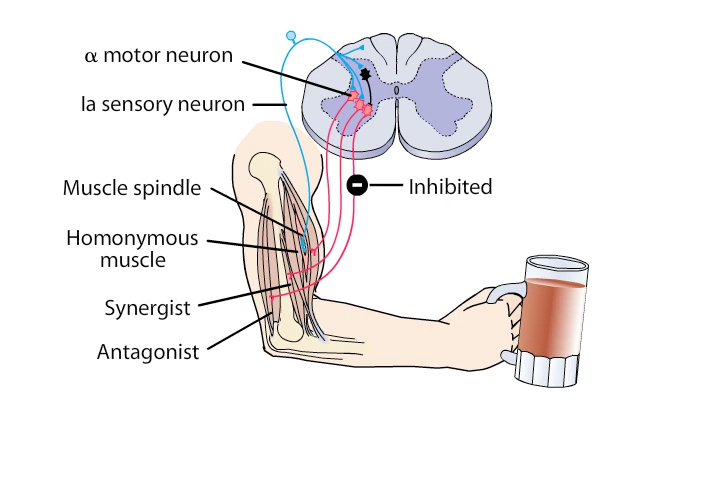 α motor neuron
Ia sensory neuron
Muscle spindle
Inhibited
Homonymous
muscle
Synergist
Antagonist